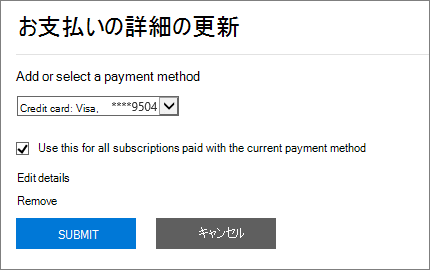 お支払いの詳細の更新
Add or select a payment method
Credit card: Visa, ****9504
Use this for all subscriptions paid with the current payment method
Edit details
Remove
SUBMIT キャンセル